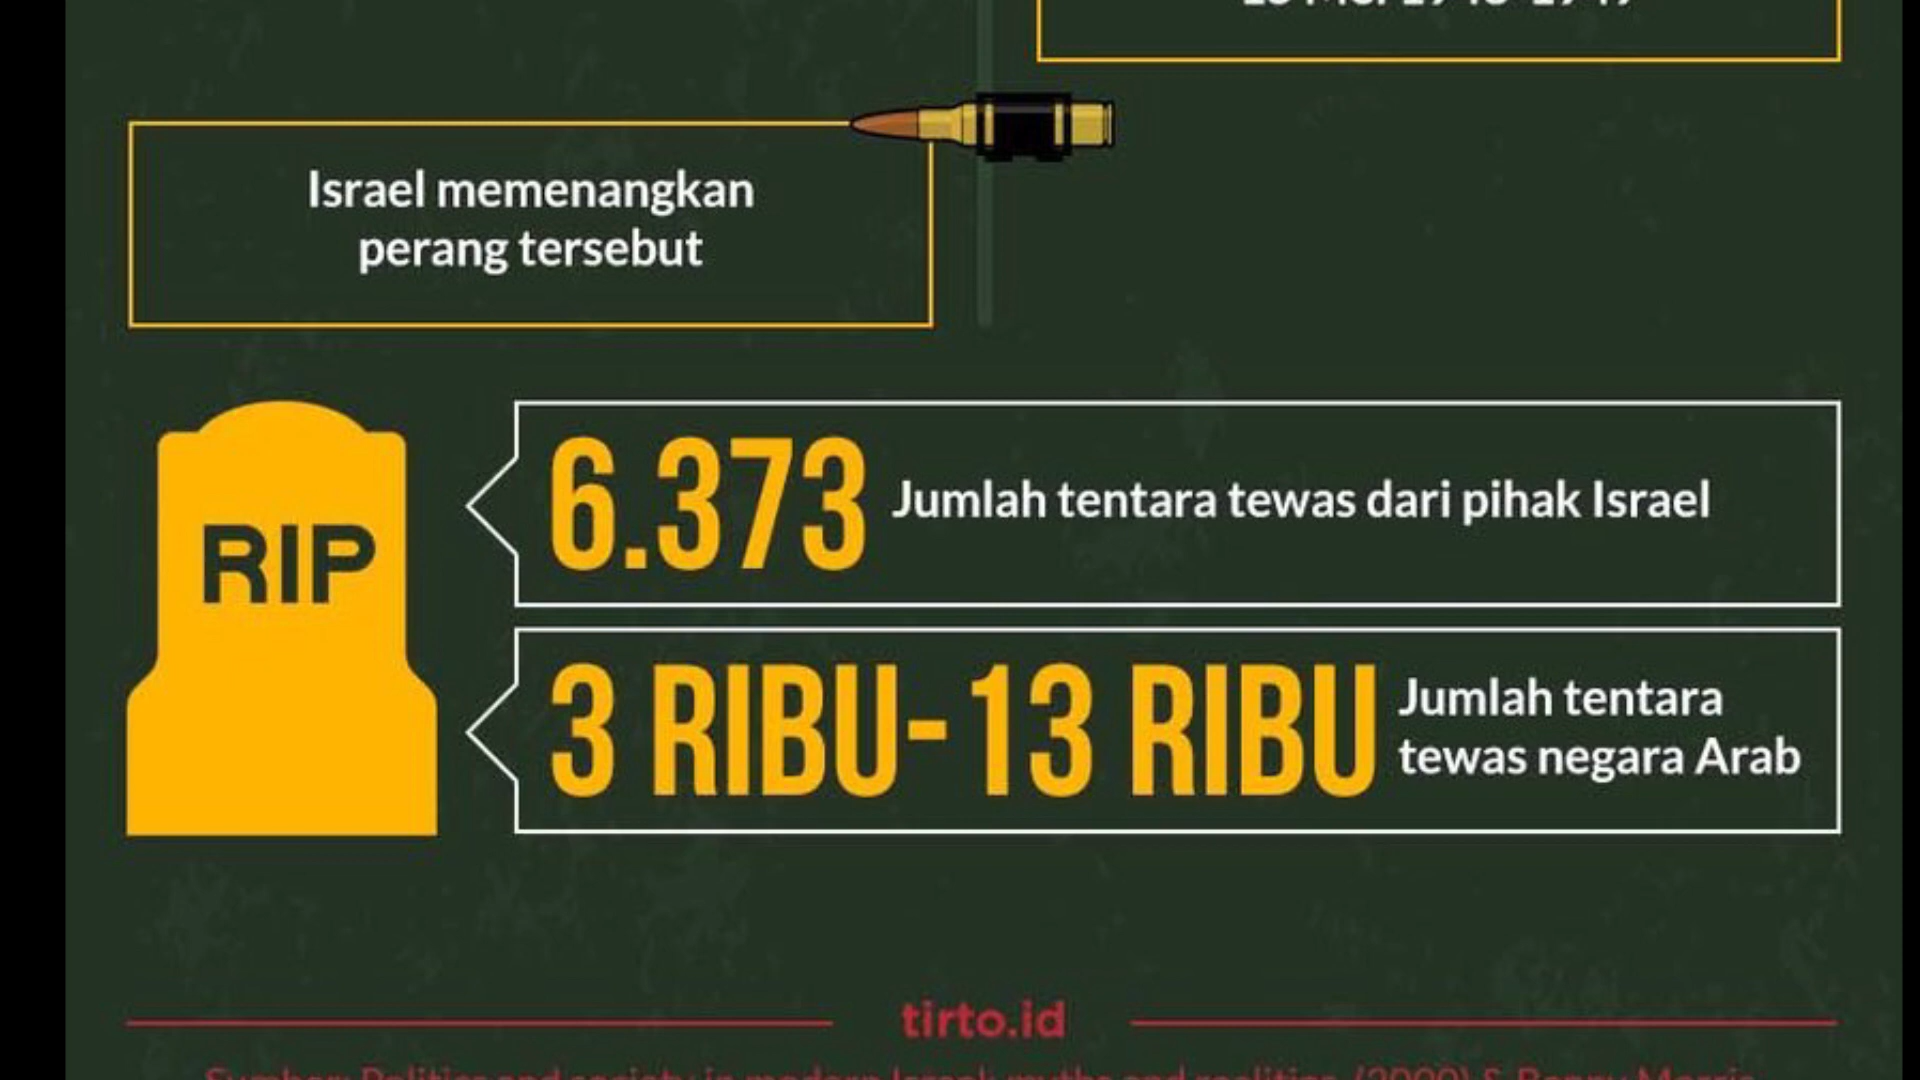 Israel memenangkan
perang tersebut
RIP
6.373 Jumlah tentara tewas dari pihak Israel
3 RIBU-13 RIBU Jumlah tentara
tewas negara Arab
tirto.id